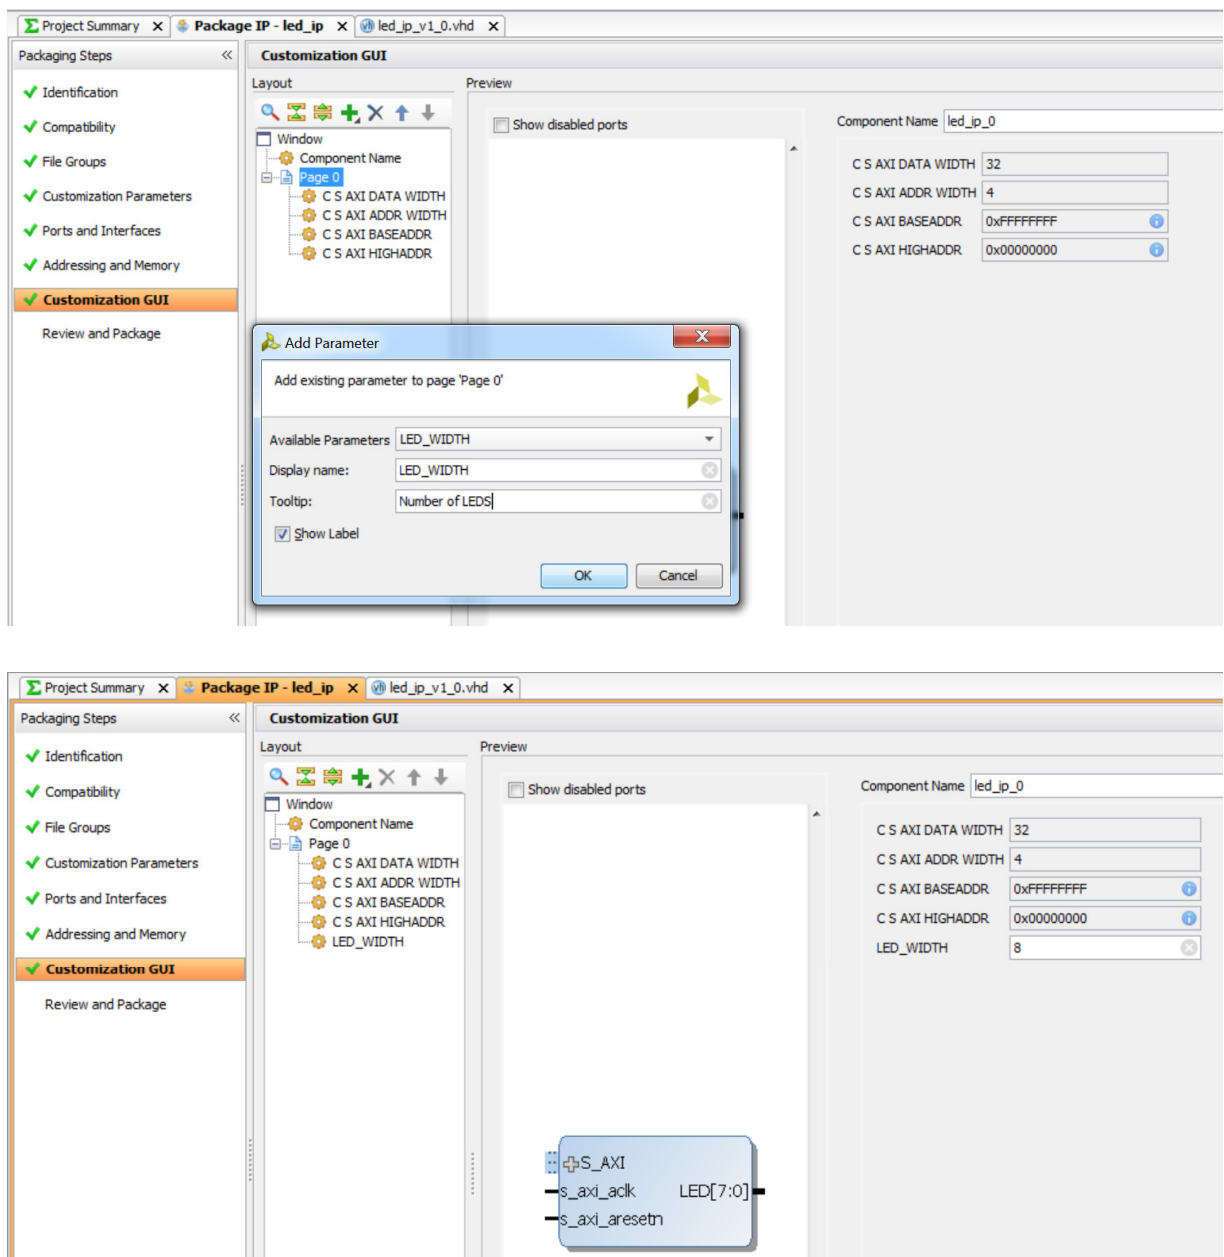 Project Summary
Package IP - led_ip
led_ip_v1_0.vhd
Packaging Steps
Customization GUI
Identification
Compatibility
File Groups
Customization Parameters
Ports and Interfaces
Addressing and Memory
Customization GUI
Review and Package
Layout
Window
Component Name
Page 0
C S AXI DATA WIDTH
C S AXI ADDR WIDTH
C S AXI BASEADDR
C S AXI HIGHADDR
Preview
Show disabled ports
Component Name led_ip_0
C S AXI DATA WIDTH 32
C S AXI ADDR WIDTH 4
C S AXI BASEADDR 0xFFFFFFFF
C S AXI HIGHADDR 0x00000000
Add Parameter
Add existing parameter to page 'Page 0'
Available Parameters LED_WIDTH
Display name: LED_WIDTH
Tooltip: Number of LEDS
Show Label
OK
Cancel
Project Summary
Package IP - led_ip
led_ip_v1_0.vhd
Packaging Steps
Customization GUI
Identification
Compatibility
File Groups
Customization Parameters
Ports and Interfaces
Addressing and Memory
Customization GUI
Review and Package
Layout
Window
Component Name
Page 0
C S AXI DATA WIDTH
C S AXI ADDR WIDTH
C S AXI BASEADDR
C S AXI HIGHADDR
LED_WIDTH
Preview
Show disabled ports
S_AXI
s_axi_aclk LED[7:0]
s_axi_aresetn
Component Name led_ip_0
C S AXI DATA WIDTH 32
C S AXI ADDR WIDTH 4
C S AXI BASEADDR 0xFFFFFFFF
C S AXI HIGHADDR 0x00000000
LED_WIDTH 8